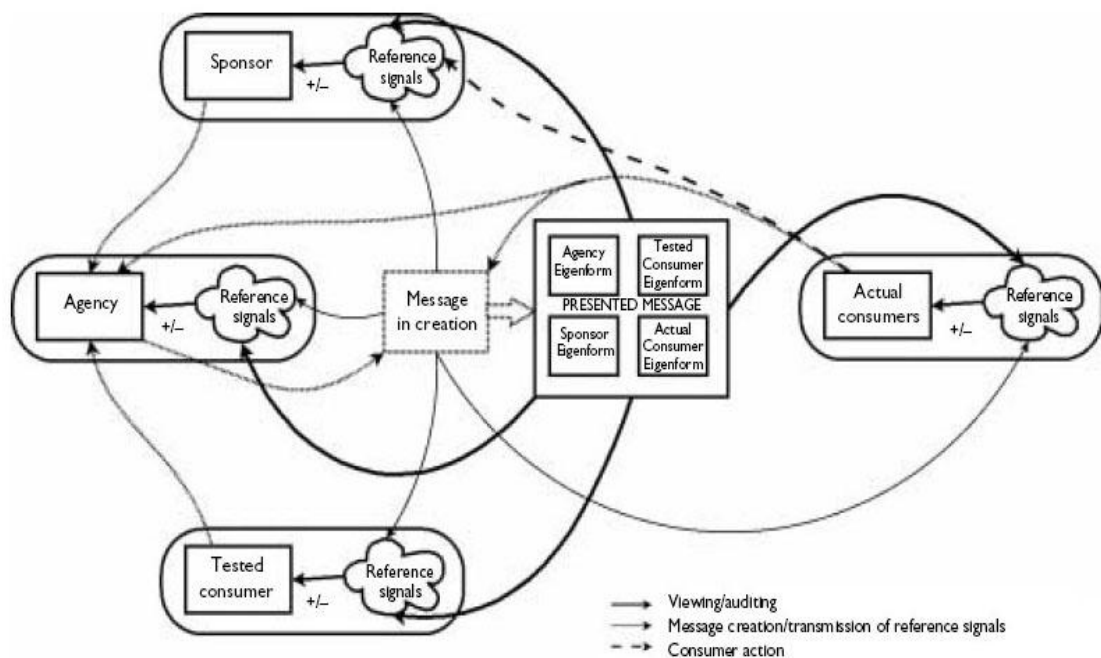 Sponsor
+/–
Reference
signals
Agency
+/–
Reference
signals
Message
in creation
Agency
Eigenform
Tested
Consumer
Eigenform
PRESENTED MESSAGE
Sponsor
Eigenform
Actual
Consumer
Eigenform
Actual
consumers
+/–
Reference
signals
Tested
consumer
+/–
Reference
signals
Viewing/auditing
Message creation/transmission of reference signals
Consumer action